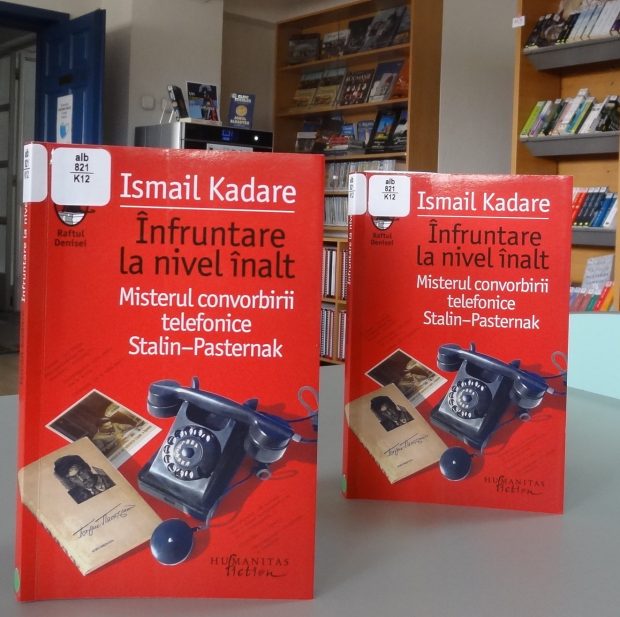 alb
821
K12
Raftul
Denisei
Ismail Kadare
Înfruntare
la nivel înalt
Misterul convorbirii
telefonice
Stalin–Pasternak
HUMANITAS
fiction
alb
821
K12
Raftul
Denisei
Ismail Kadare
Înfruntare
la nivel înalt
Misterul convorbirii
telefonice
Stalin–Pasternak
HUMANITAS
fiction